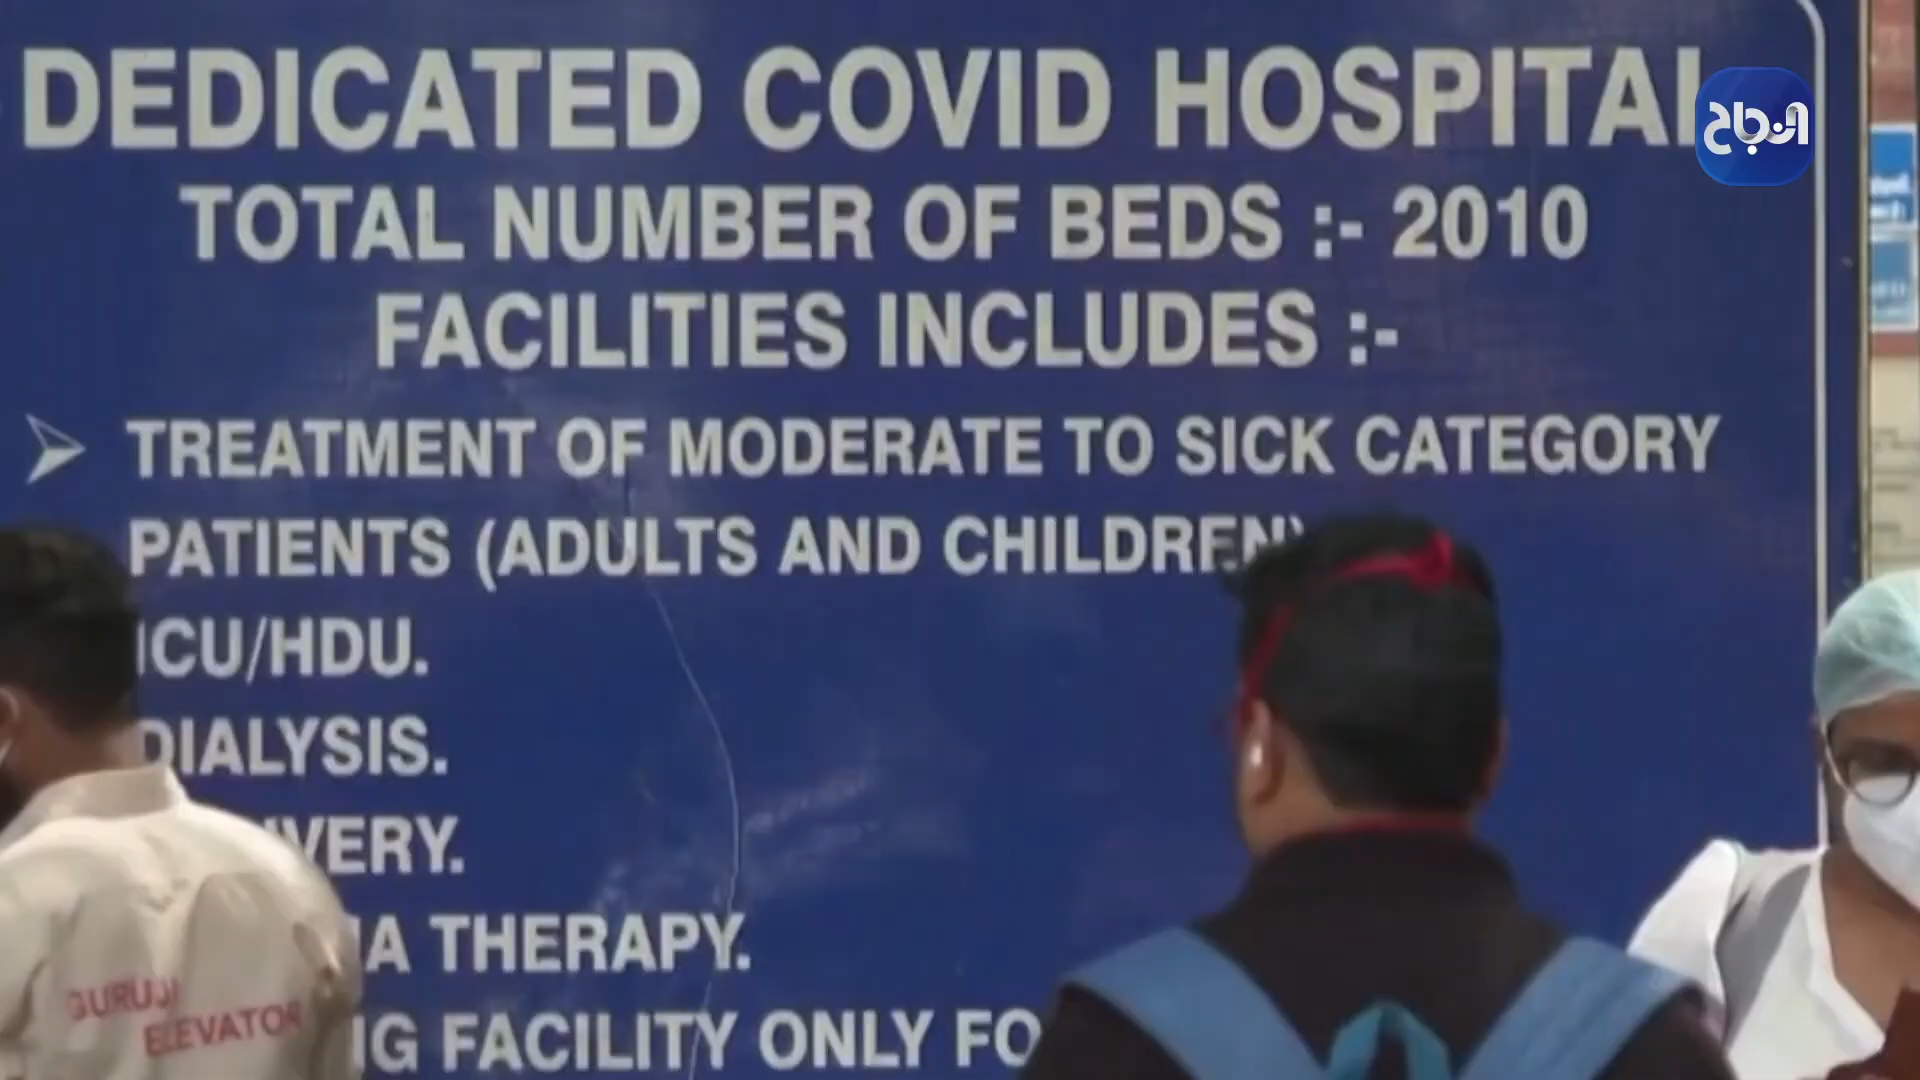 DEDICATED COVID HOSPITAL
النجاح
TOTAL NUMBER OF BEDS :- 2010
FACILITIES INCLUDES :-
TREATMENT OF MODERATE TO SICK CATEGORY
PATIENTS (ADULTS AND CHILDREN)
ICU/HDU.
DIALYSIS.
THERAPY.
FACILITY ONLY
GURUJI
ELEVATOR